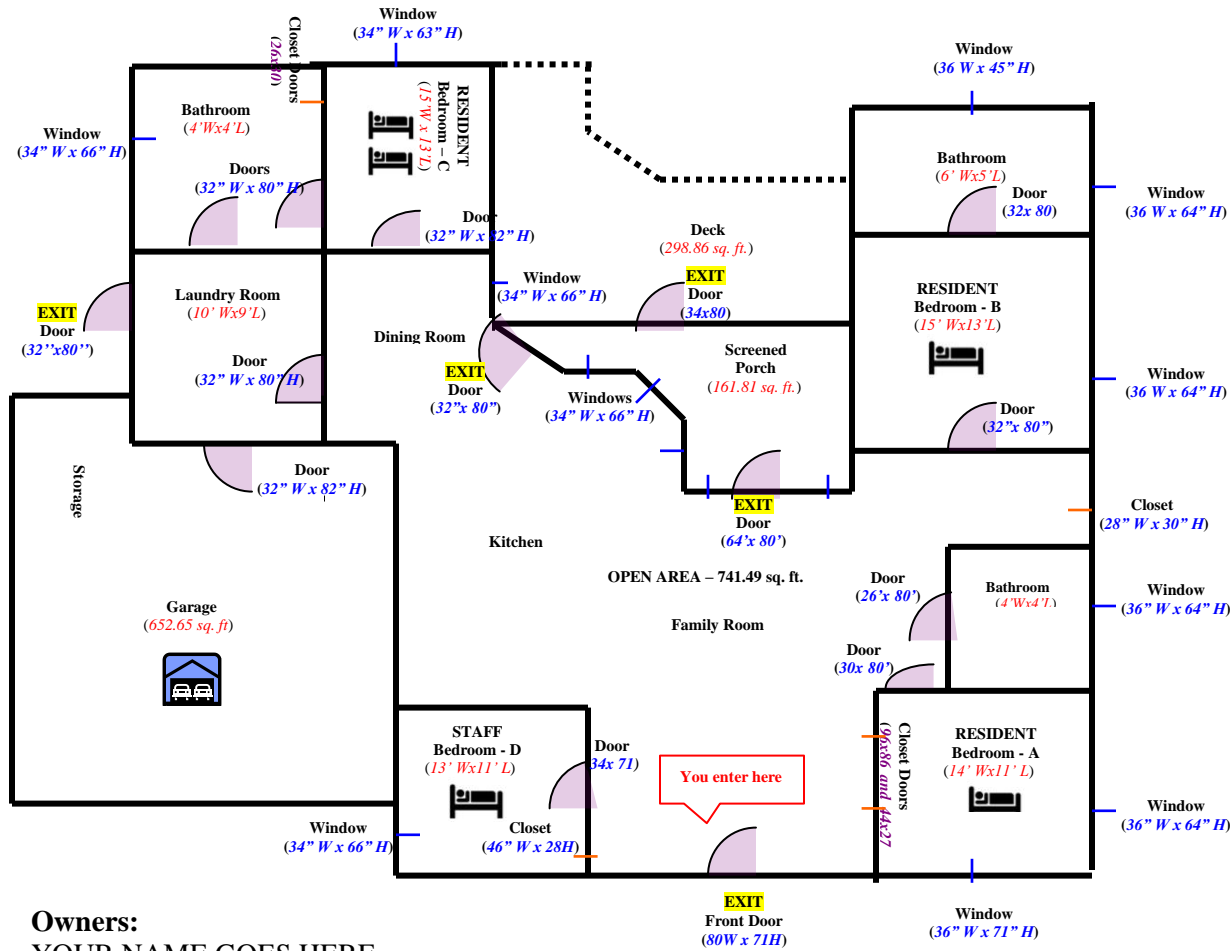 Window
(34” W x 63” H)
Closet Doors
(26x80)
Window
(36 W x 45” H)
Bathroom
(4’Wx4’L)
RESIDENT
Bedroom – C
(15’W x 13’L)
Window
(34” W x 66” H)
Doors
(32” W x 80” H)
Door
(32” W x 82” H)
Bathroom
(6’ Wx5’L)
Door
(32x 80)
Window
(36 W x 64” H)
Deck
(298.86 sq. ft.)
EXIT
Door
(34x80)
Window
(34” W x 66” H)
Laundry Room
(10’ Wx9’L)
EXIT
Door
(32’’x80’’)
Door
(32” W x 80” H)
Dining Room
EXIT
Door
(32”x 80”)
Screened
Porch
(161.81 sq. ft.)
Windows
(34” W x 66” H)
RESIDENT
Bedroom - B
(15’ Wx13’L)
Window
(36 W x 64” H)
Door
(32”x 80”)
Storage
Door
(32” W x 82” H)
EXIT
Door
(64’x 80’)
Closet
(28” W x 30” H)
Kitchen
OPEN AREA – 741.49 sq. ft.
Family Room
Door
(26’x 80’)
Bathroom
(4’Wx4’L)
Window
(36” W x 64” H)
Door
(30x 80’)
Garage
(652.65 sq. ft)
STAFF
Bedroom - D
(13’ Wx11’ L)
Door
(34x 71)
You enter here
Closet Doors
(96x86 and 44x27
RESIDENT
Bedroom - A
(14’ Wx11’ L)
Window
(36” W x 64” H)
Window
(34” W x 66” H)
Closet
(46” W x 28H)
EXIT
Front Door
(80W x 71H)
Window
(36” W x 71” H)
Owners:
YOUR NAME GOES HERE